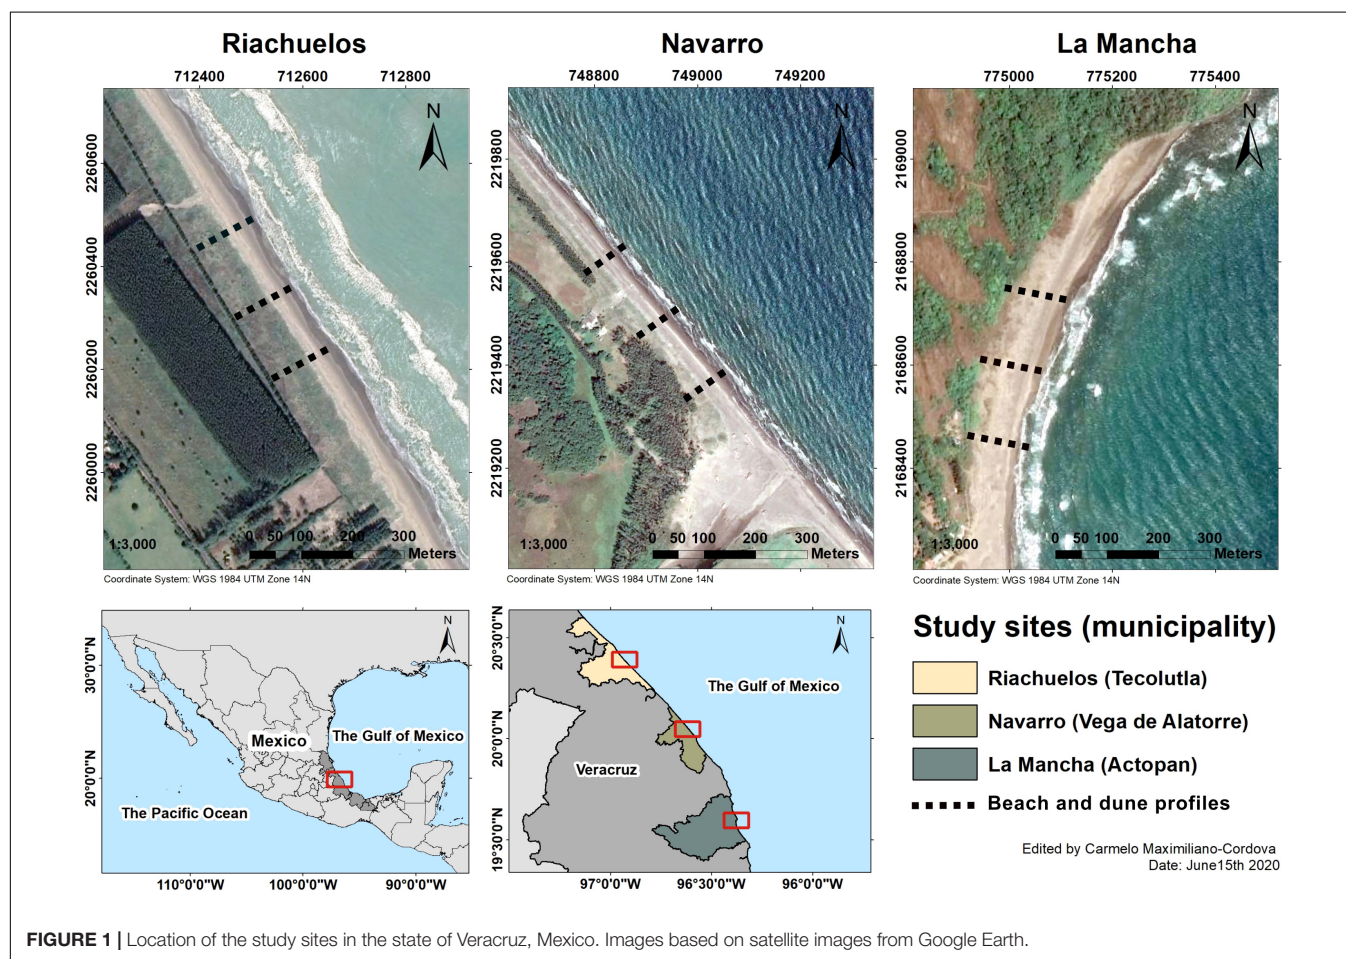 Riachuelos
712400 712600 712800
2260600
2260400
2260200
2260000
N
1:3,000
0 50 100 200 300
Meters
Coordinate System: WGS 1984 UTM Zone 14N
Navarro
748800 749000 749200
2219800
2219600
2219400
2219200
N
1:3,000
0 50 100 200 300
Meters
Coordinate System: WGS 1984 UTM Zone 14N
La Mancha
775000 775200 775400
2169000
2168800
2168600
2168400
N
1:3,000
0 50 100 200 300
Meters
Coordinate System: WGS 1984 UTM Zone 14N
N
30°0'0"N
20°0'0"N
Mexico
The Gulf of Mexico
The Pacific Ocean
110°0'0"W 100°0'0"W 90°0'0"W
N
20°30'0"N
20°0'0"N
19°30'0"N
The Gulf of Mexico
Veracruz
97°0'0"W 96°30'0"W 96°0'0"W
Study sites (municipality)
Riachuelos (Tecolutla)
Navarro (Vega de Alatorre)
La Mancha (Actopan)
Beach and dune profiles
Edited by Carmelo Maximiliano-Cordova
Date: June15th 2020
FIGURE 1 | Location of the study sites in the state of Veracruz, Mexico. Images based on satellite images from Google Earth.